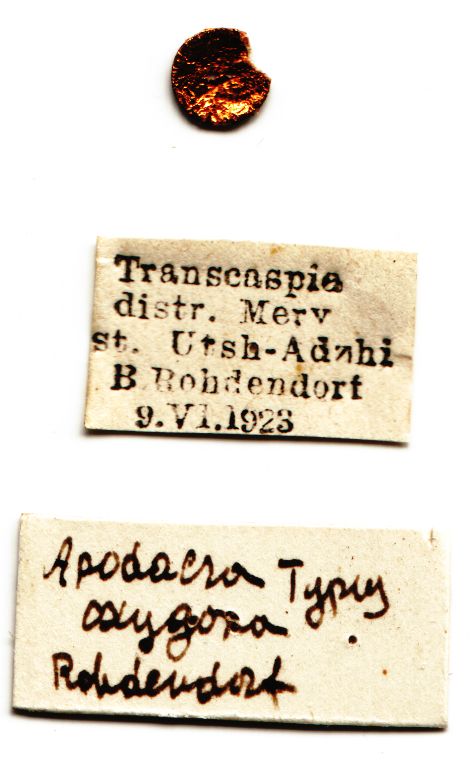 Transcaspia
distr. Merv
st. Utsh-Adzhi
B. Rohdendorf
9.VI.1923
Apodacra Typus
oxygona
Rohdendorf